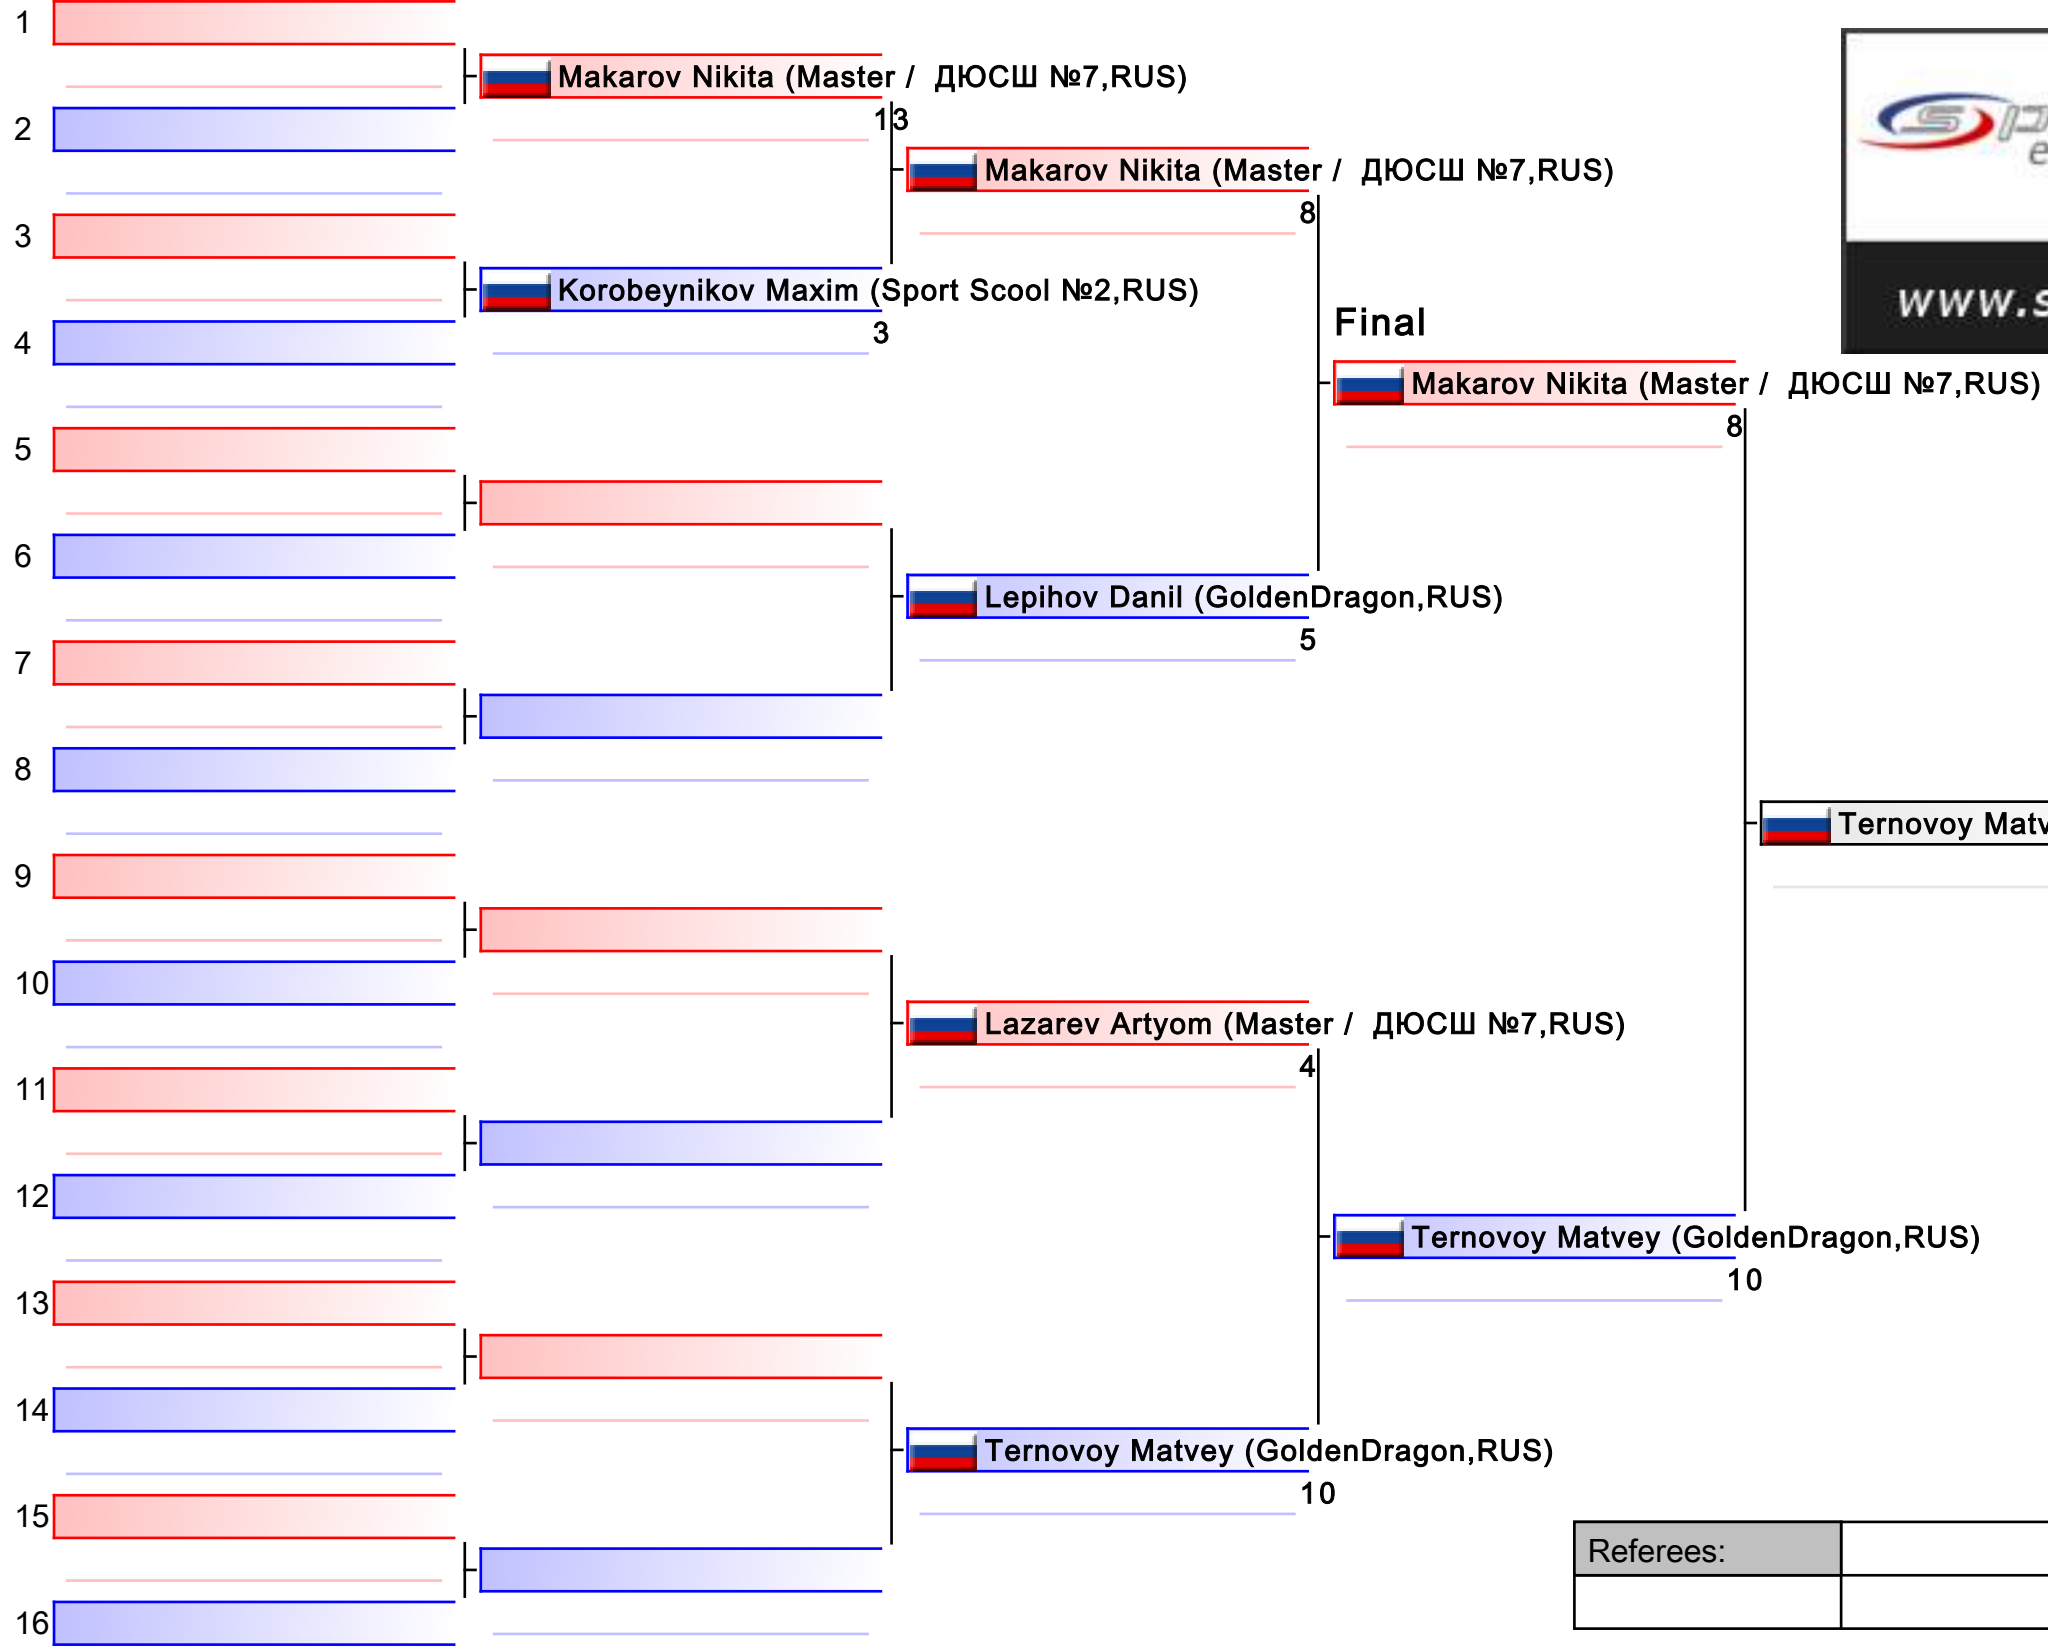 1
Makarov Nikita (Master /  ДЮСШ №7,RUS)
13
2
Makarov Nikita (Master /  ДЮСШ №7,RUS)
8
3
Korobeynikov Maxim (Sport Scool №2,RUS)
3
4
Final
Makarov Nikita (Master /  ДЮСШ №7,RUS)
8
www.s
5
6
Lepihov Danil (GoldenDragon,RUS)
5
7
8
Ternovoy Matv
9
10
Lazarev Artyom (Master /  ДЮСШ №7,RUS)
4
11
12
Ternovoy Matvey (GoldenDragon,RUS)
10
13
14
Ternovoy Matvey (GoldenDragon,RUS)
10
15
Referees:
16